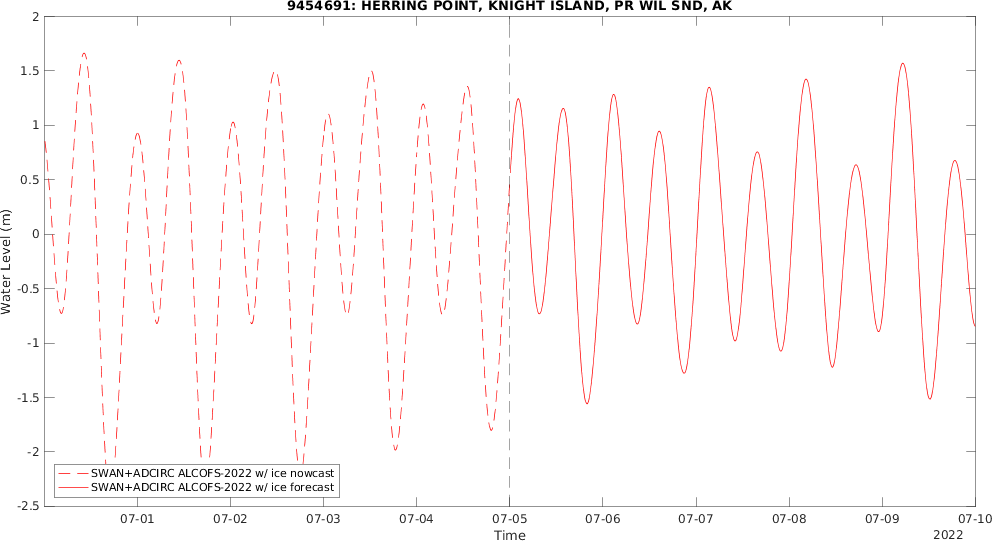 9454691: HERRING POINT, KNIGHT ISLAND, PR WIL SND, AK
2
1.5
1
0.5
0
-0.5
-1
-1.5
-2
-2.5
Water Level (m)
SWAN+ADCIRC ALCOFS-2022 w/ ice nowcast
SWAN+ADCIRC ALCOFS-2022 w/ ice forecast
07-01 07-02 07-03 07-04 07-05 07-06 07-07 07-08 07-09 07-10
Time
2022